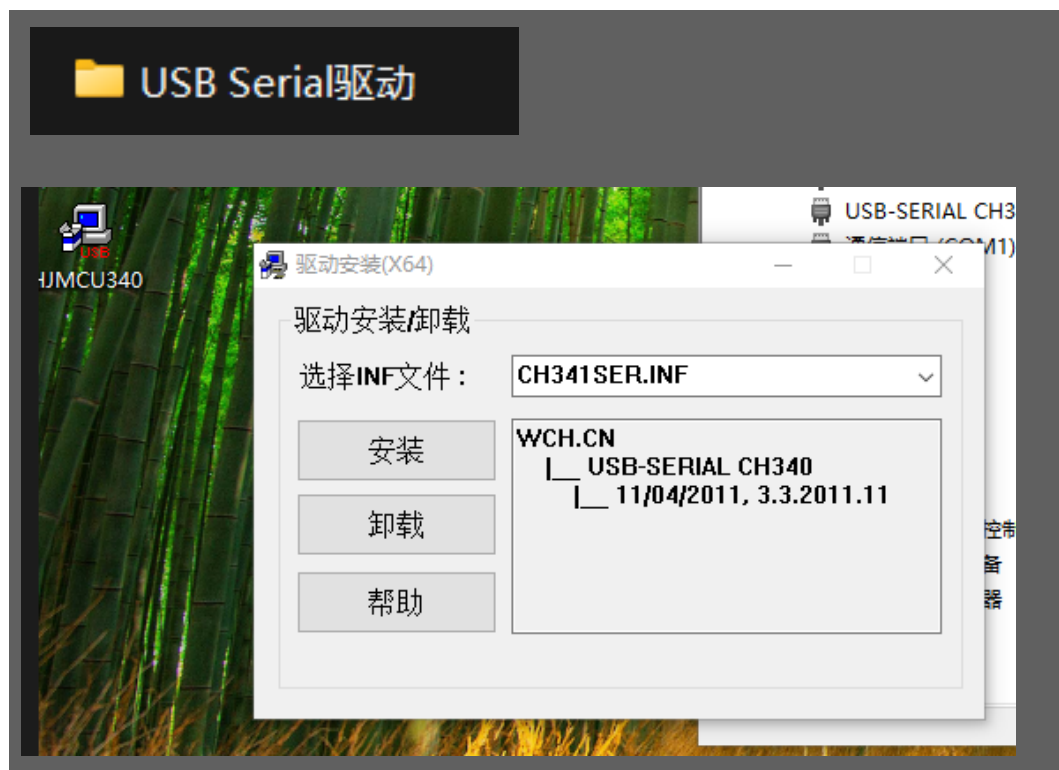 USB Serial驱动
USB-SERIAL CH3
通信端口 (COM1)
USB
HJMCU340
驱动安装(X64)
驱动安装/卸载
选择INF文件：
CH341SER.INF
安装
WCH.CN
|__ USB-SERIAL CH340
|__ 11/04/2011, 3.3.2011.11
卸载
控制
备
帮助
器